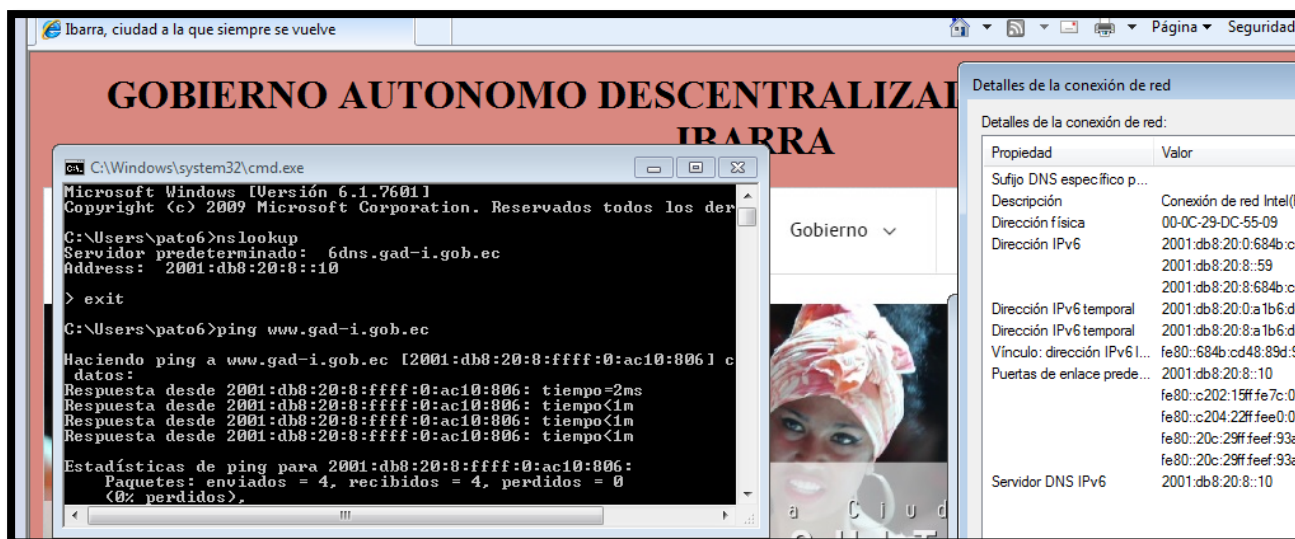 Ibarra, ciudad a la que siempre se vuelve
Página
Seguridad
GOBIERNO AUTONOMO DESCENTRALIZAD
IBARRA
C:\Windows\system32\cmd.exe
Microsoft Windows [Versión 6.1.7601]
Copyright (c) 2009 Microsoft Corporation. Reservados todos los der
C:\Users\pato6>nslookup
Servidor predeterminado:  6dns.gad-i.gob.ec
Address:  2001:db8:20:8::10
> exit
C:\Users\pato6>ping www.gad-i.gob.ec
Haciendo ping a www.gad-i.gob.ec [2001:db8:20:8:ffff:0:ac10:806] c
datos:
Respuesta desde 2001:db8:20:8:ffff:0:ac10:806: tiempo=2ms
Respuesta desde 2001:db8:20:8:ffff:0:ac10:806: tiempo<1m
Respuesta desde 2001:db8:20:8:ffff:0:ac10:806: tiempo<1m
Respuesta desde 2001:db8:20:8:ffff:0:ac10:806: tiempo<1m
Estadísticas de ping para 2001:db8:20:8:ffff:0:ac10:806:
Paquetes: enviados = 4, recibidos = 4, perdidos = 0
(0% perdidos),
Gobierno
a Ciud
Detalles de la conexión de red
Detalles de la conexión de red:
Propiedad Valor
Sufijo DNS específico p...
Descripción Conexión de red Intel(
Dirección física 00-0C-29-DC-55-09
Dirección IPv6 2001:db8:20:0:684b:c
2001:db8:20:8::59
2001:db8:20:8:684b:c
Dirección IPv6 temporal 2001:db8:20:0:a1b6:d
Dirección IPv6 temporal 2001:db8:20:8:a1b6:d
Vínculo: dirección IPv6 l... fe80::684b:cd48:89d:9
Puertas de enlace prede... 2001:db8:20:8::10
fe80::c202:15ff:fe7c:0
fe80::c204:22ff:fee0:0
fe80::20c:29ff:feef:93a
fe80::20c:29ff:feef:93a
Servidor DNS IPv6 2001:db8:20:8::10